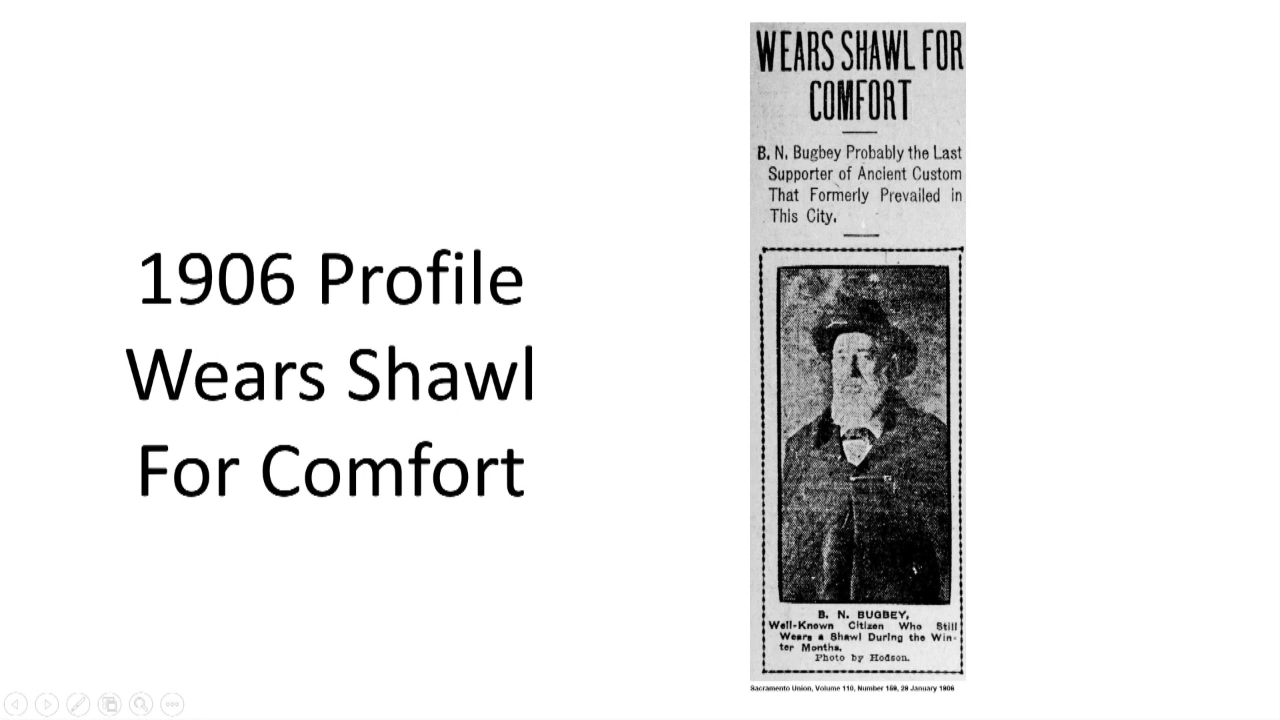 1906 Profile
Wears Shawl
For Comfort
WEARS SHAWL FOR
COMFORT
B. N. Bugbey Probably the Last
Supporter of Ancient Custom
That Formerly Prevailed in
This City.
B. N. BUGBEY,
Well-Known Citizen Who Still
Wears a Shawl During the Win-
ter Months.
Photo by Hodson.
Sacramento Union, Volume 110, Number 159, 29 January 1906